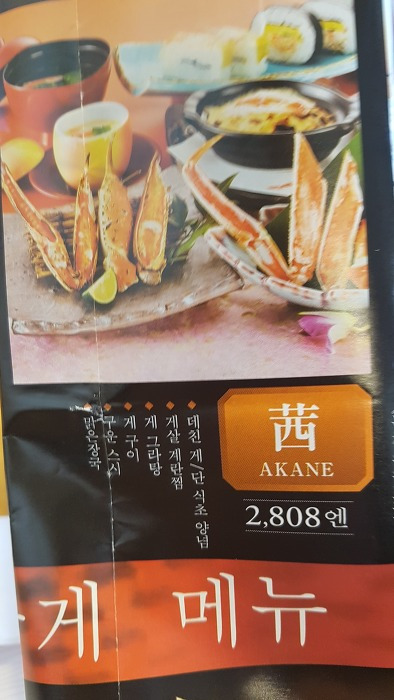 茜
AKANE
2,808엔
데친 게/단 식초 양념
게살 계란찜
게 그라탕
게 구이
구운 스시
맑은장국
게 메뉴